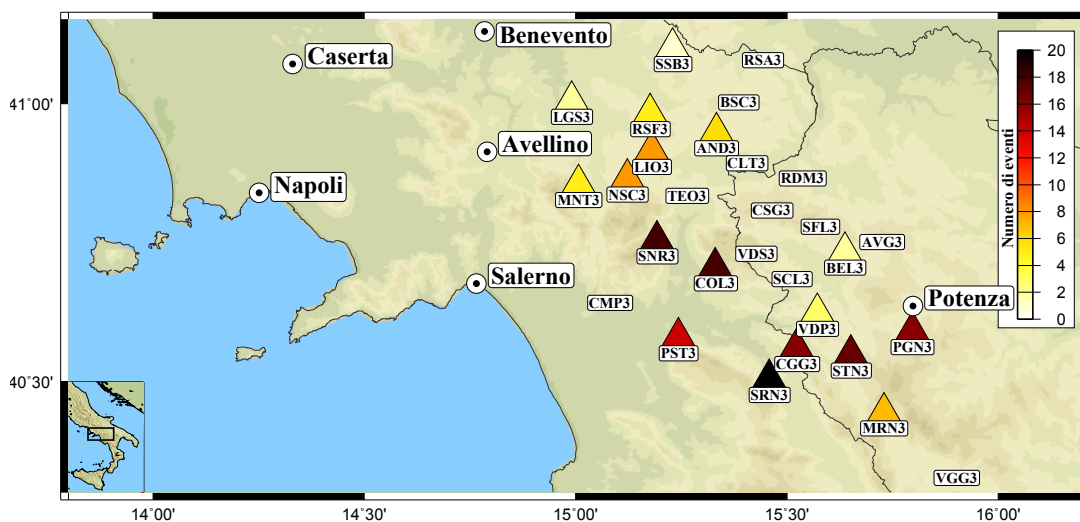 Benevento
Caserta
SSB3
RSA3
20
18
16
14
12
10
8
6
4
2
0
Numero di eventi
41°00'
LGS3
RSF3
BSC3
AND3
Avellino
LIO3
CLT3
RDM3
Napoli
MNT3
NSC3
TEO3
CSG3
SFL3
SNR3
VDS3
AVG3
COL3
BEL3
Salerno
SCL3
CMP3
Potenza
VDP3
PST3
CGG3
STN3
PGN3
40°30'
SRN3
MRN3
VGG3
14°00'
14°30'
15°00'
15°30'
16°00'